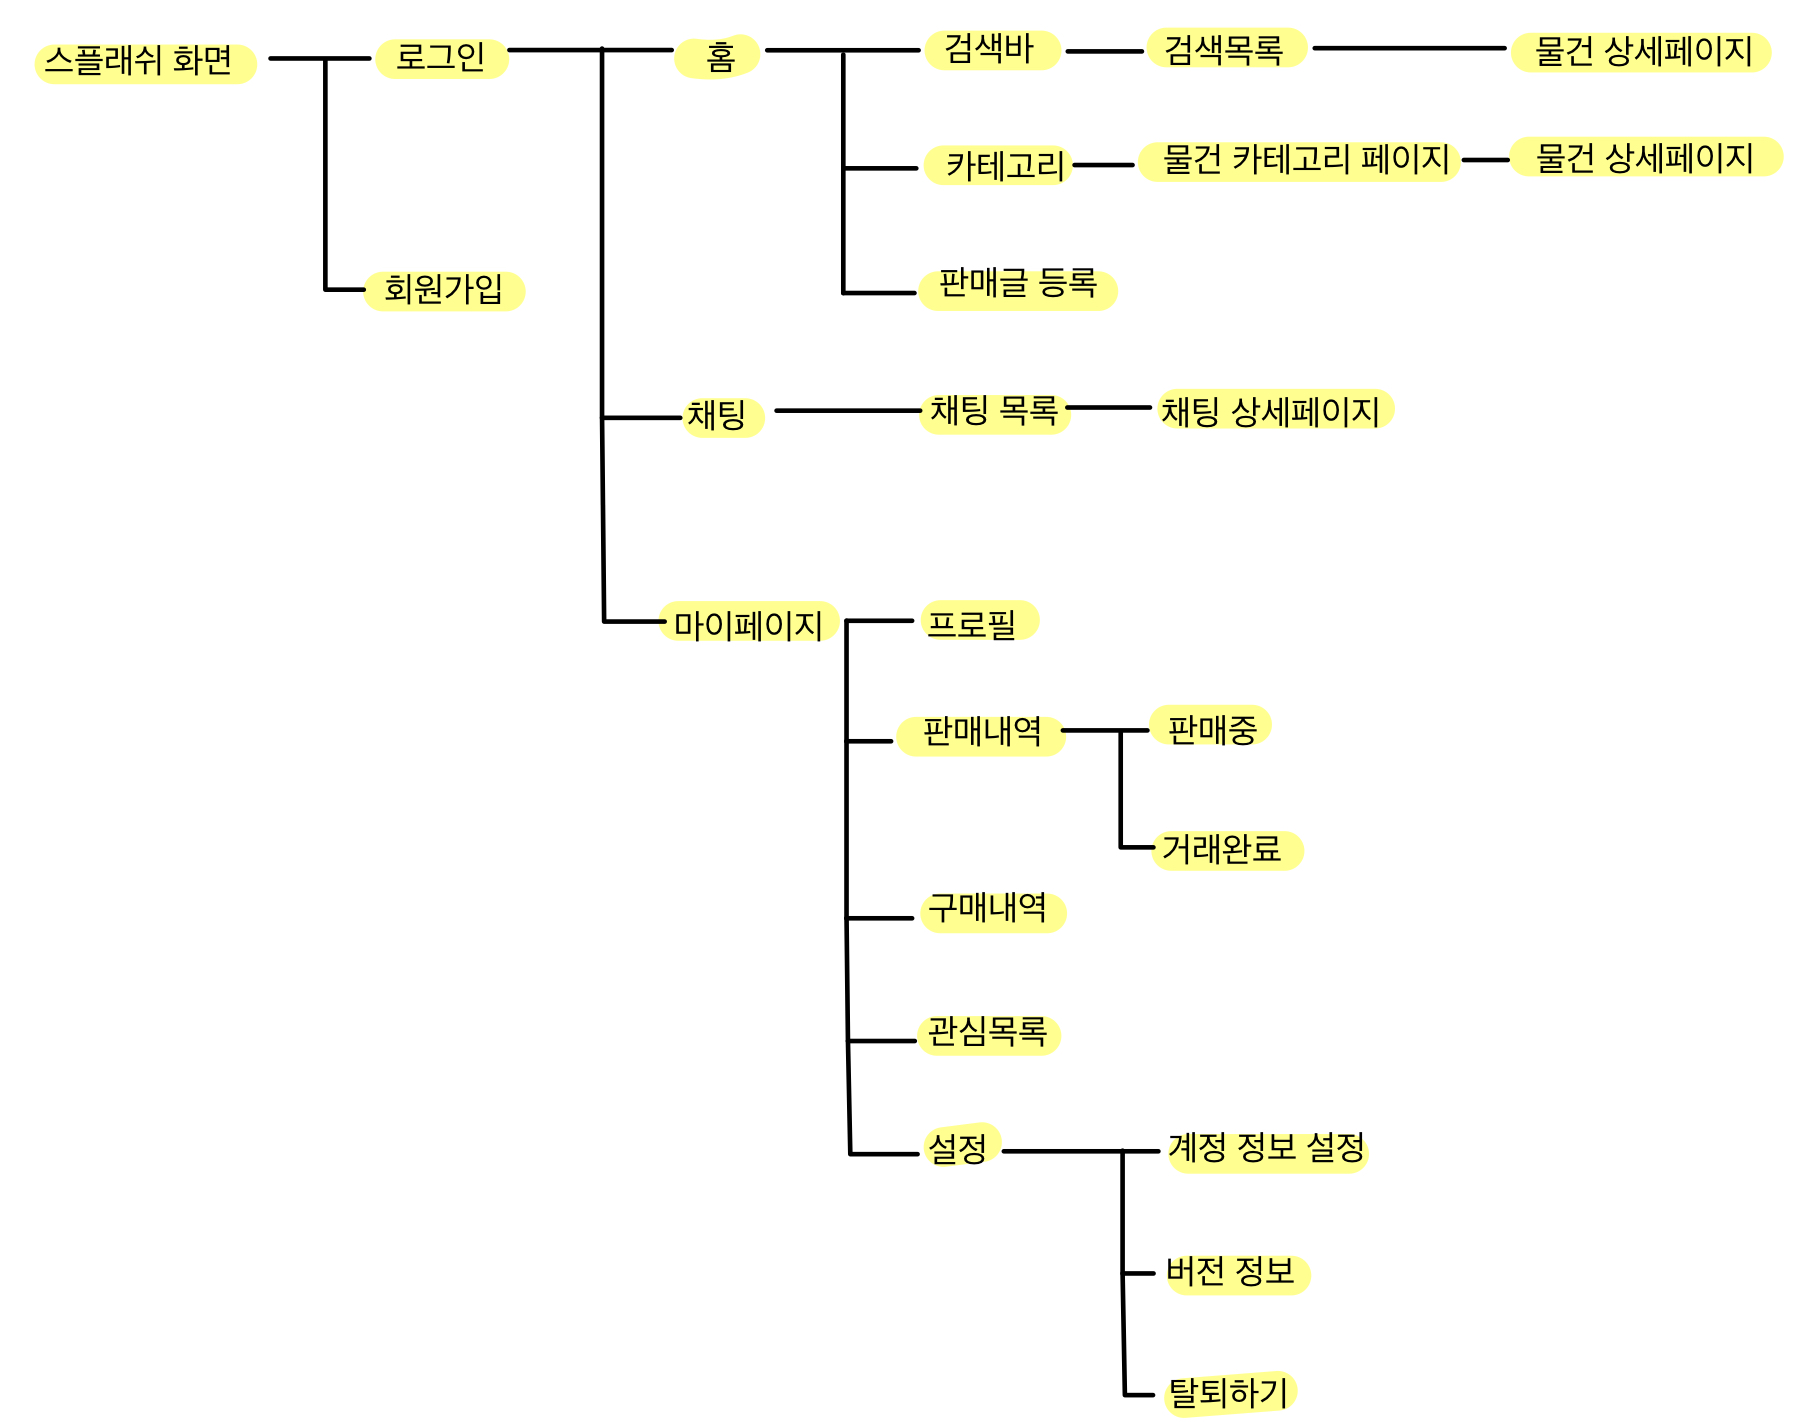 스플래쉬 화면
로그인
홈
검색바
검색목록
물건 상세페이지
카테고리
물건 카테고리 페이지
물건 상세페이지
회원가입
판매글 등록
채팅
채팅 목록
채팅 상세페이지
마이페이지
프로필
판매내역
판매중
거래완료
구매내역
관심목록
설정
계정 정보 설정
버전 정보
탈퇴하기